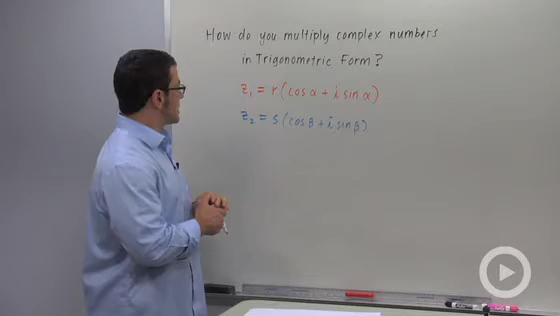 How do you multiply complex numbers
in Trigonometric Form?
z₁ = r(cos α + i sin α)
z₂ = s(cos β + i sin β)